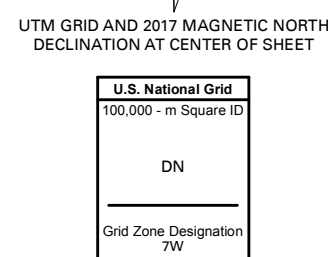 UTM GRID AND 2017 MAGNETIC NORTH
DECLINATION AT CENTER OF SHEET
U.S. National Grid
100,000 - m Square ID
DN
Grid Zone Designation
7W